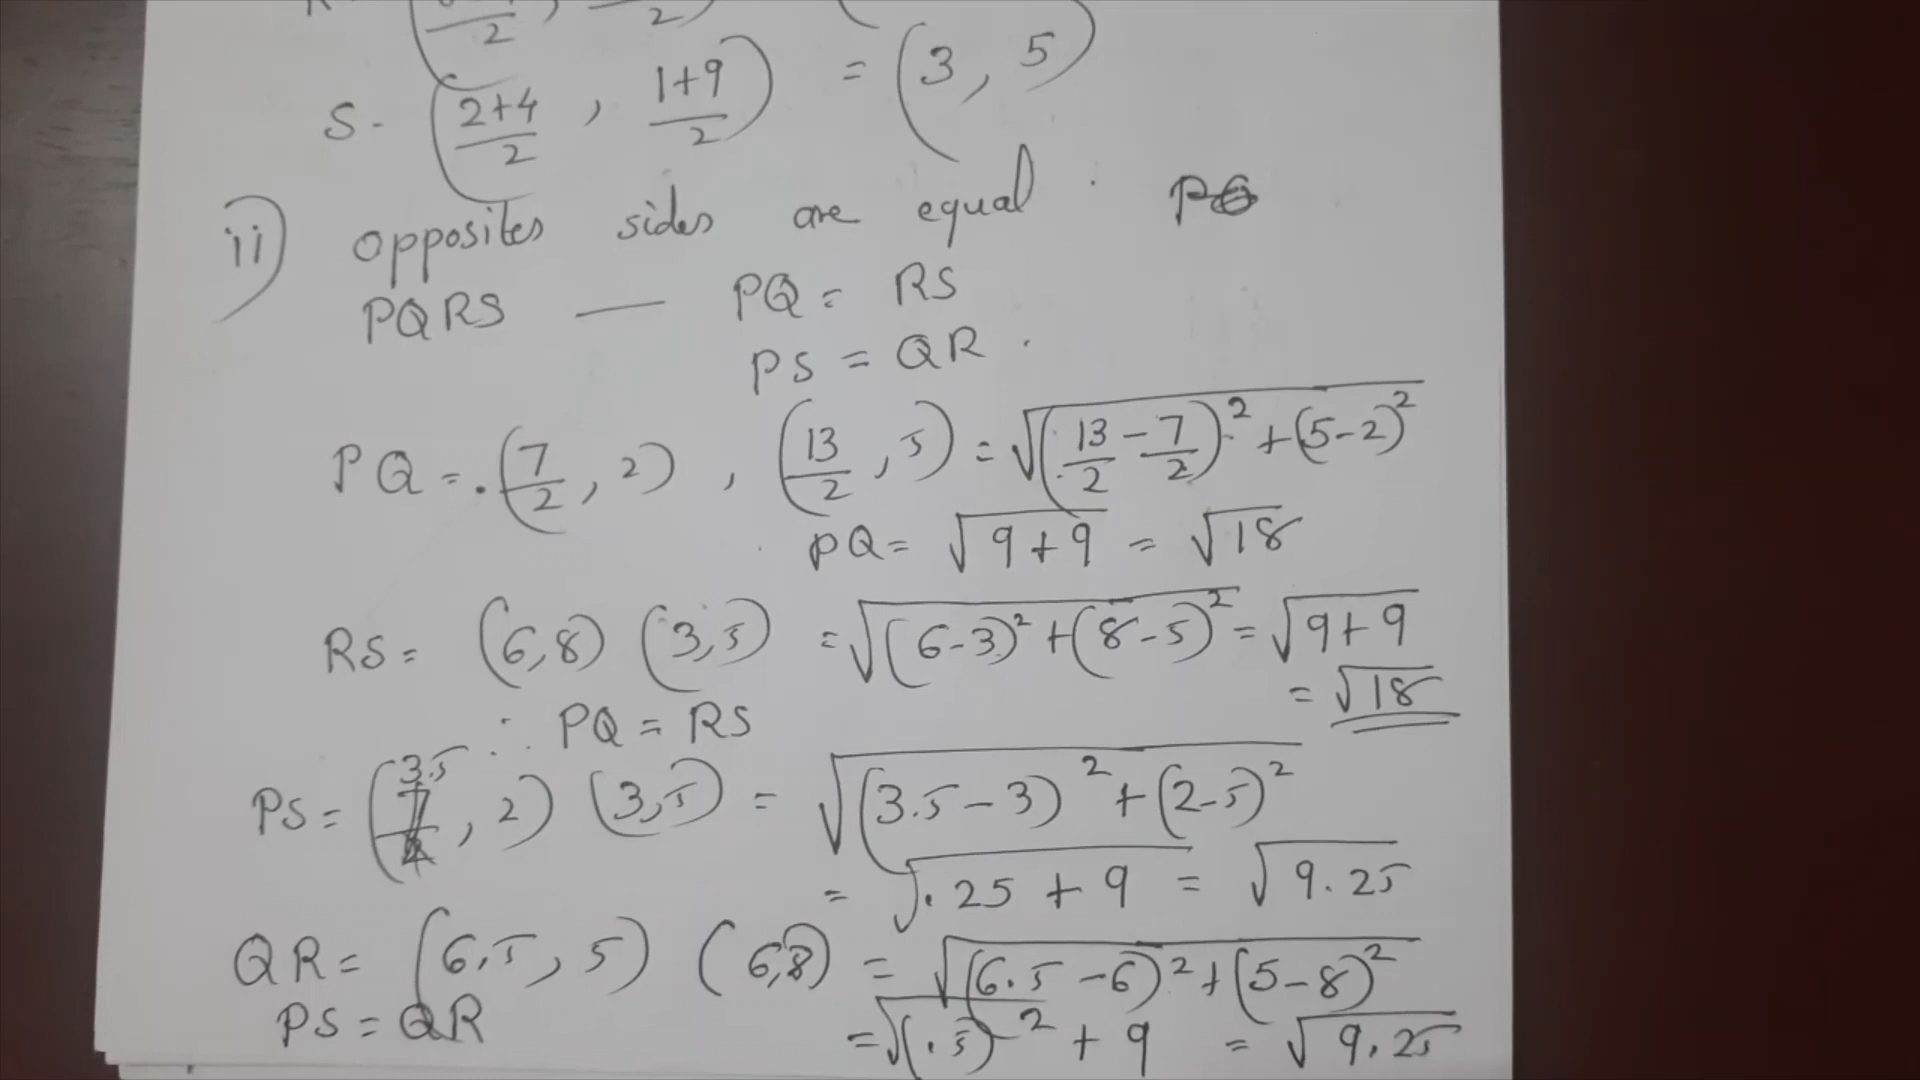 S - (2+4/2 , 1+9/2) = (3, 5)
ii) opposites sides are equal .
PQRS — PQ = RS
PS = QR .
PQ = . (7/2, 2) , (13/2, 5) = √(13/2 - 7/2)² + (5-2)²
PQ = √9+9 = √18
RS = (6,8) (3,5) = √(6-3)² + (8-5)² = √9+9
= √18
∴ PQ = RS
PS = (3.5, 2) (3,5) = √(3.5-3)² + (2-5)²
= √.25 + 9 = √9.25
QR = (6.5, 5) (6,8) = √(6.5-6)² + (5-8)²
PS = QR = √(.5)² + 9 = √9.25